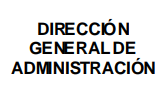 DIRECCIÓN
GENERAL DE
ADMINISTRACIÓN